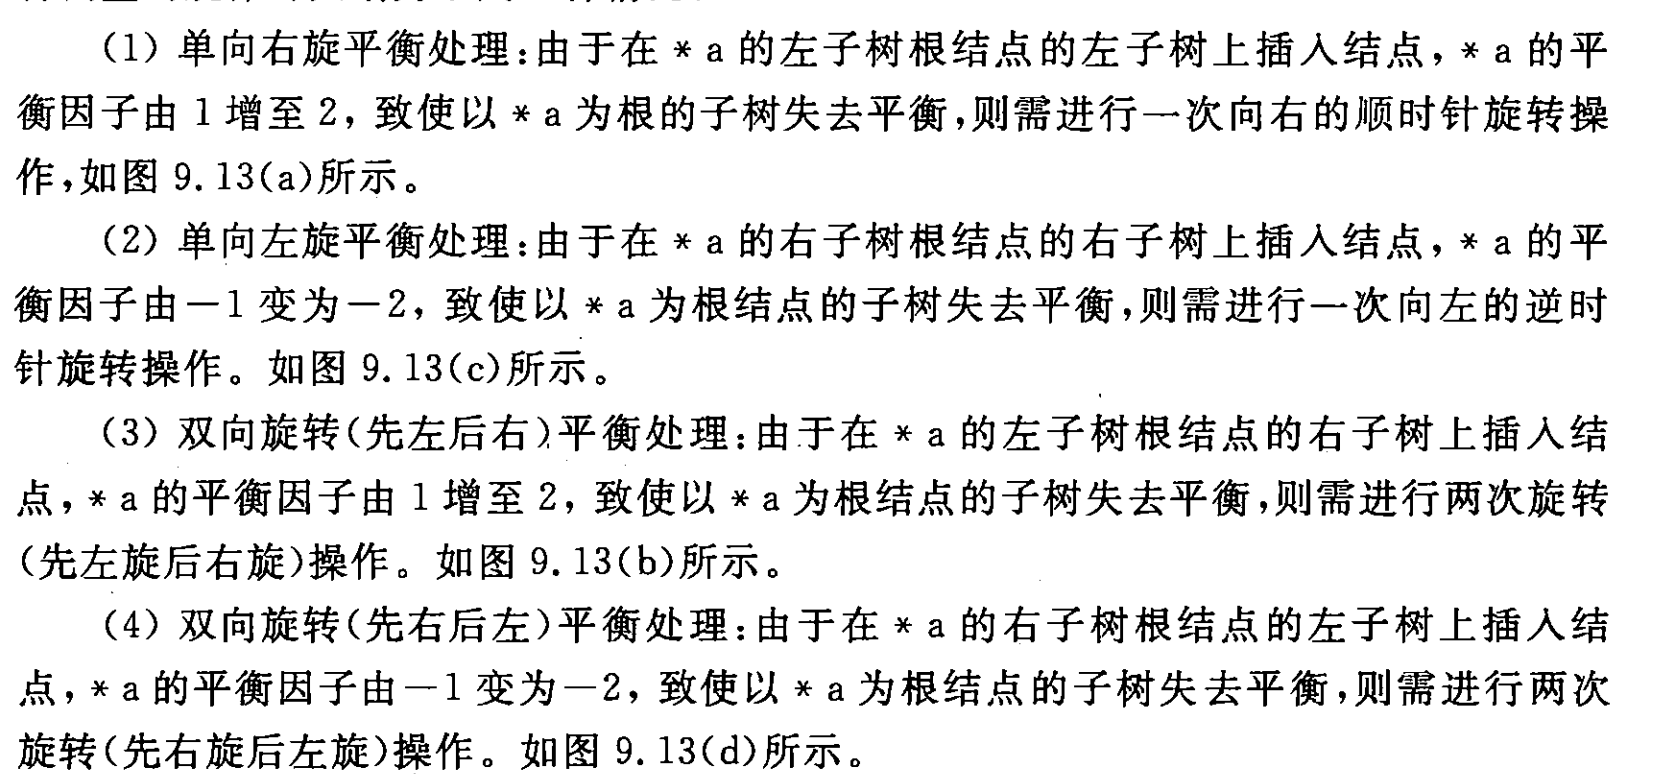 (1) 单向右旋平衡处理:由于在 * a 的左子树根结点的左子树上插入结点, * a 的平
衡因子由 1 增至 2, 致使以 * a 为根的子树失去平衡,则需进行一次向右的顺时针旋转操
作,如图 9.13(a)所示。
(2) 单向左旋平衡处理:由于在 * a 的右子树根结点的右子树上插入结点, * a 的平
衡因子由-1 变为-2, 致使以 * a 为根结点的子树失去平衡,则需进行一次向左的逆时
针旋转操作。如图 9.13(c)所示。
(3) 双向旋转(先左后右)平衡处理:由于在 * a 的左子树根结点的右子树上插入结
点, * a 的平衡因子由 1 增至 2, 致使以 * a 为根结点的子树失去平衡,则需进行两次旋转
(先左旋后右旋)操作。如图 9.13(b)所示。
(4) 双向旋转(先右后左)平衡处理:由于在 * a 的右子树根结点的左子树上插入结
点, * a 的平衡因子由-1 变为-2, 致使以 * a 为根结点的子树失去平衡,则需进行两次
旋转(先右旋后左旋)操作。如图 9.13(d)所示。